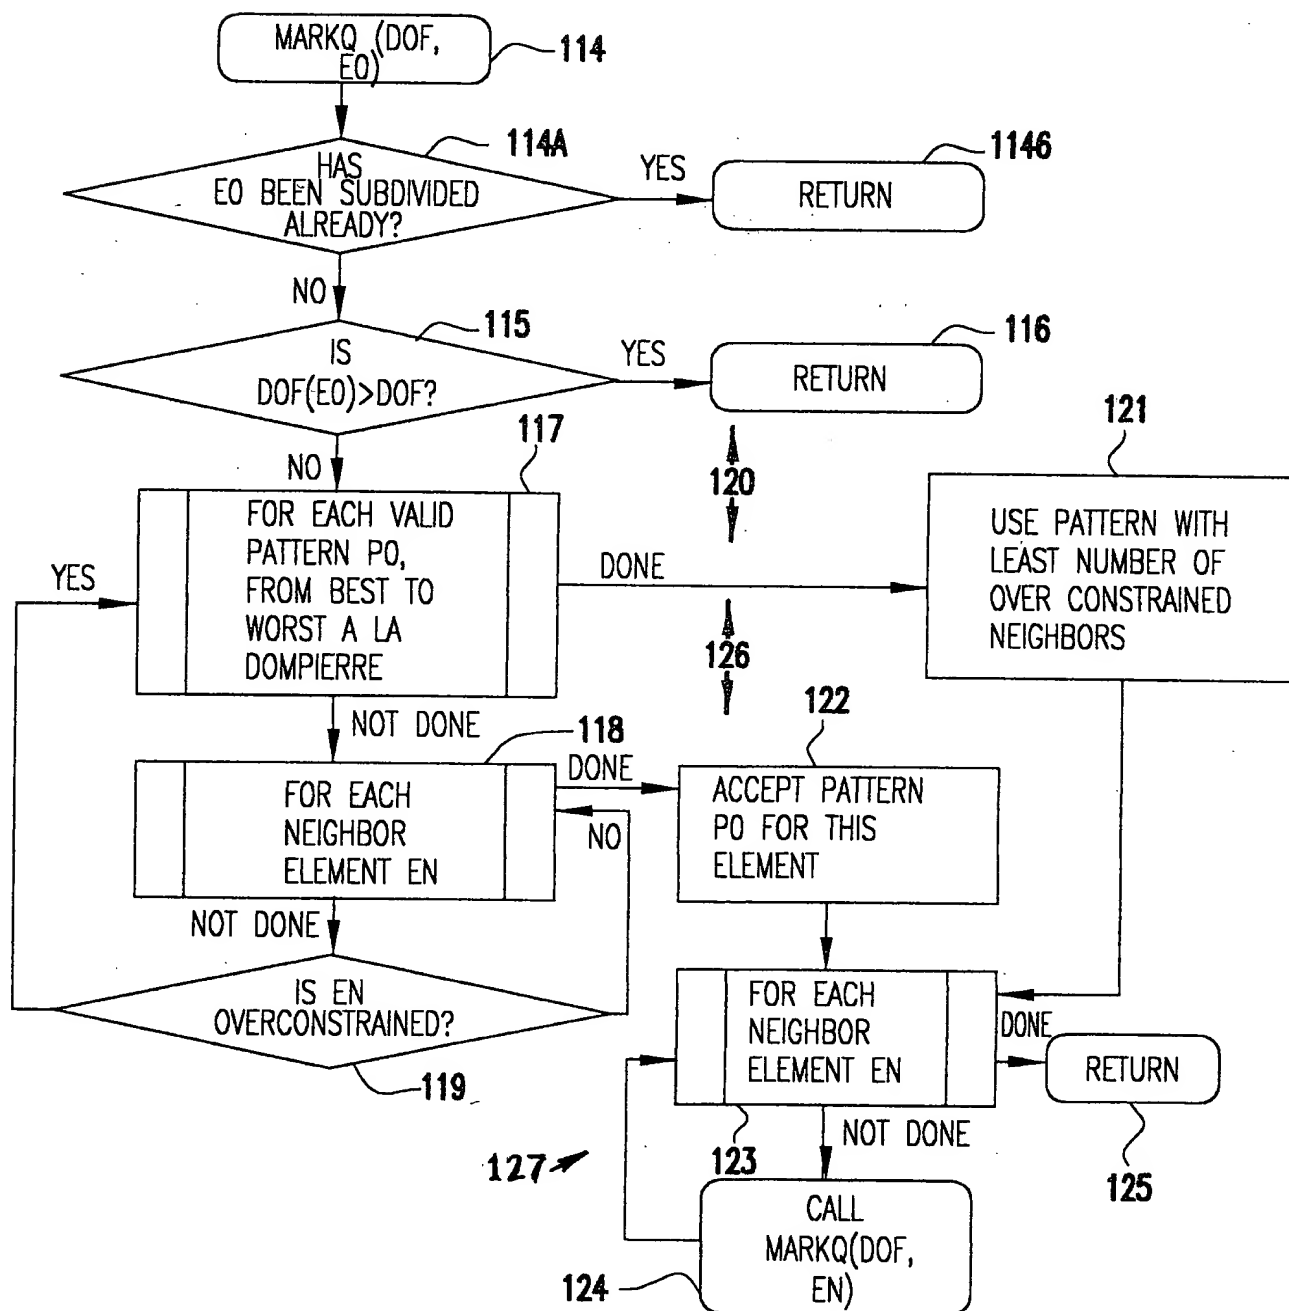 MARKQ (DOF,
E0)
114
HAS
E0 BEEN SUBDIVIDED
ALREADY?
114A
YES
RETURN
1146
NO
IS
DOF(E0)>DOF?
115
YES
RETURN
116
NO
117
FOR EACH VALID
PATTERN P0,
FROM BEST TO
WORST A LA
DOMPIERRE
YES
DONE
120
126
121
USE PATTERN WITH
LEAST NUMBER OF
OVER CONSTRAINED
NEIGHBORS
NOT DONE
118
FOR EACH
NEIGHBOR
ELEMENT EN
DONE
NO
122
ACCEPT PATTERN
P0 FOR THIS
ELEMENT
NOT DONE
IS EN
OVERCONSTRAINED?
119
FOR EACH
NEIGHBOR
ELEMENT EN
DONE
RETURN
125
123
NOT DONE
127
CALL
MARKQ(DOF,
EN)
124